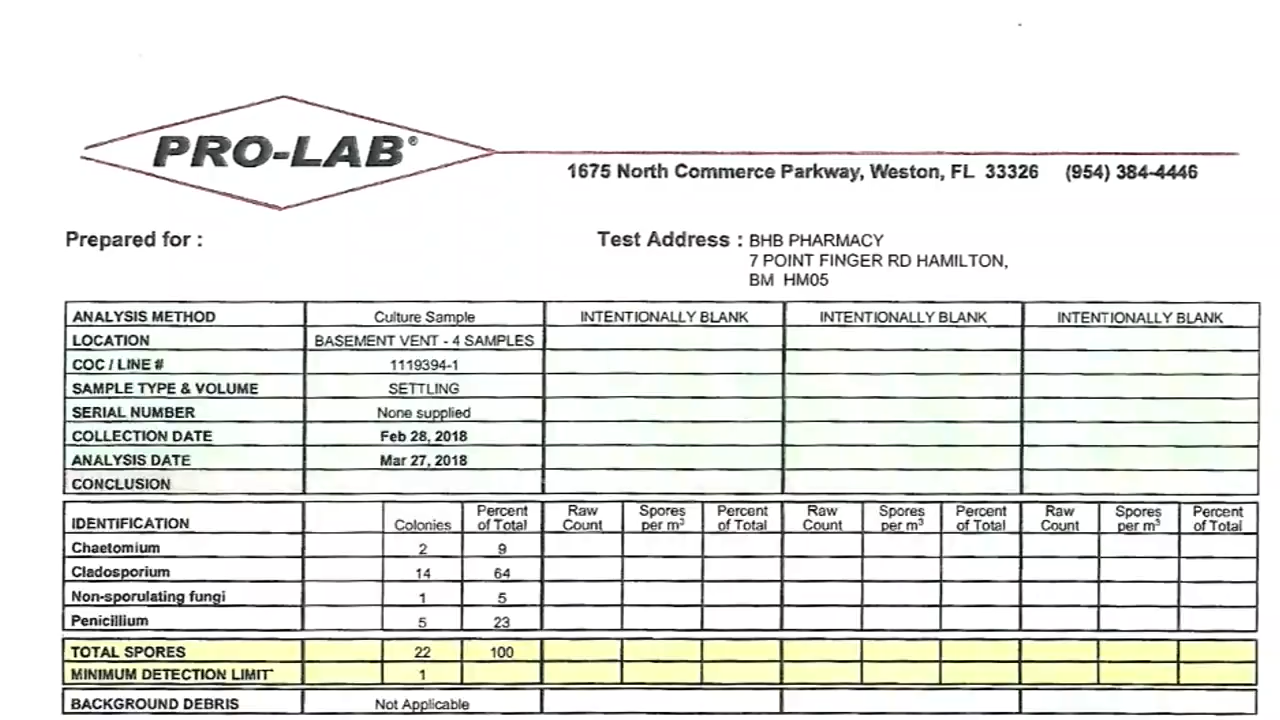 PRO-LAB®
1675 North Commerce Parkway, Weston, FL 33326 (954) 384-4446
Prepared for :
Test Address : BHB PHARMACY
7 POINT FINGER RD HAMILTON,
BM HM05
ANALYSIS METHOD Culture Sample INTENTIONALLY BLANK INTENTIONALLY BLANK INTENTIONALLY BLANK
LOCATION BASEMENT VENT - 4 SAMPLES
COC / LINE # 1119394-1
SAMPLE TYPE & VOLUME SETTLING
SERIAL NUMBER None supplied
COLLECTION DATE Feb 28, 2018
ANALYSIS DATE Mar 27, 2018
CONCLUSION
IDENTIFICATION Colonies Percent of Total Raw Count Spores per m³ Percent of Total Raw Count Spores per m³ Percent of Total Raw Count Spores per m³ Percent of Total
Chaetomium 2 9
Cladosporium 14 64
Non-sporulating fungi 1 5
Penicillium 5 23
TOTAL SPORES 22 100
MINIMUM DETECTION LIMIT* 1
BACKGROUND DEBRIS Not Applicable